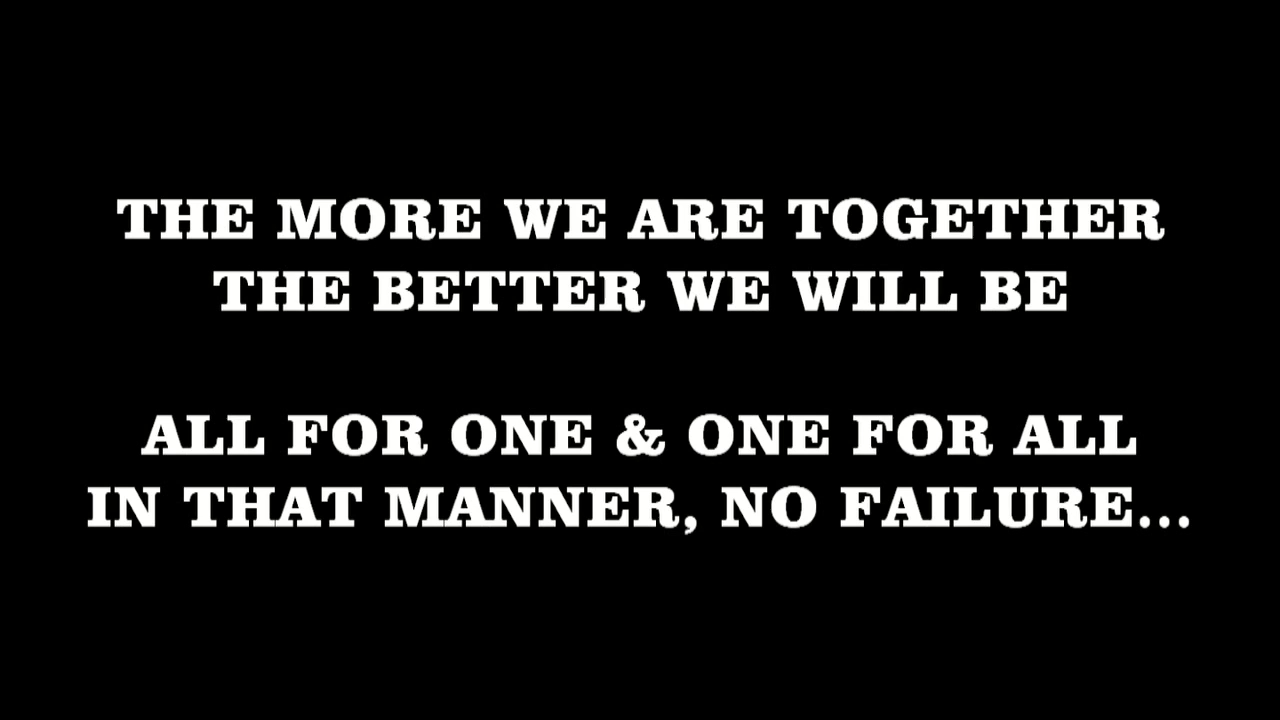 THE MORE WE ARE TOGETHER
THE BETTER WE WILL BE
ALL FOR ONE & ONE FOR ALL
IN THAT MANNER, NO FAILURE...